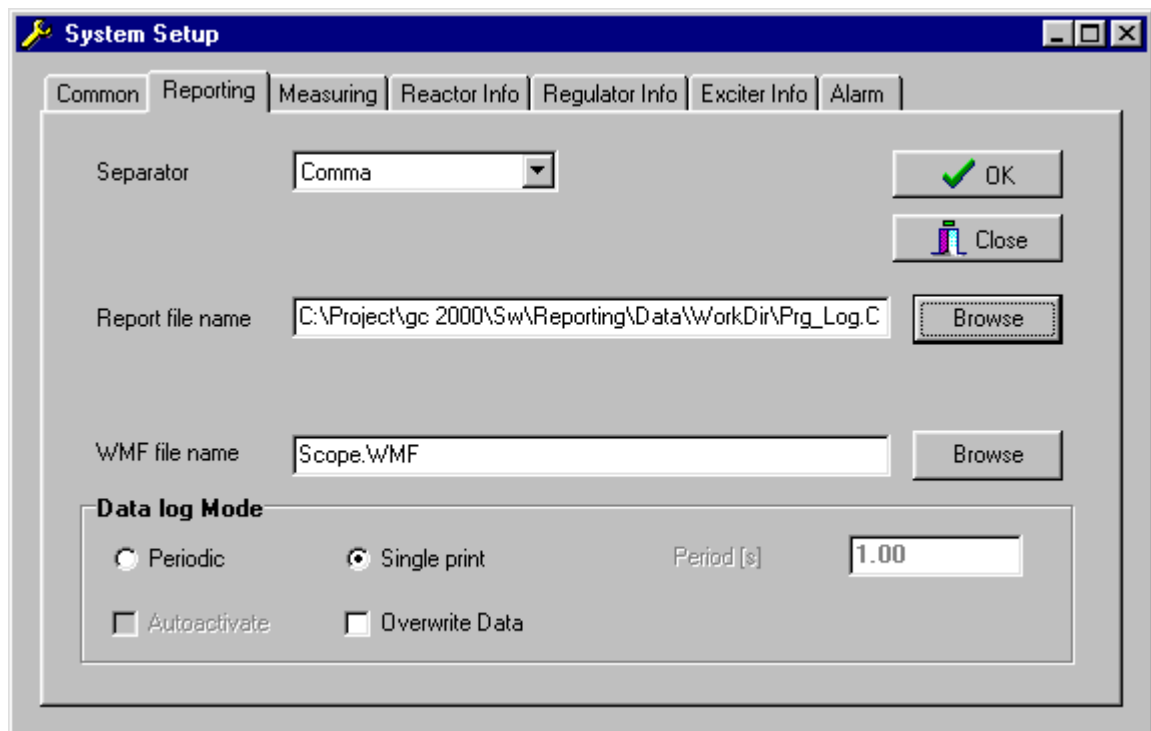 System Setup
Common Reporting Measuring Reactor Info Regulator Info Exciter Info Alarm
Separator Comma OK
Close
Report file name C:\Project\gc 2000\Sw\Reporting\Data\WorkDir\Prg_Log.C Browse
WMF file name Scope.WMF Browse
Data log Mode
Periodic Single print Period [s] 1.00
Autoactivate Overwrite Data